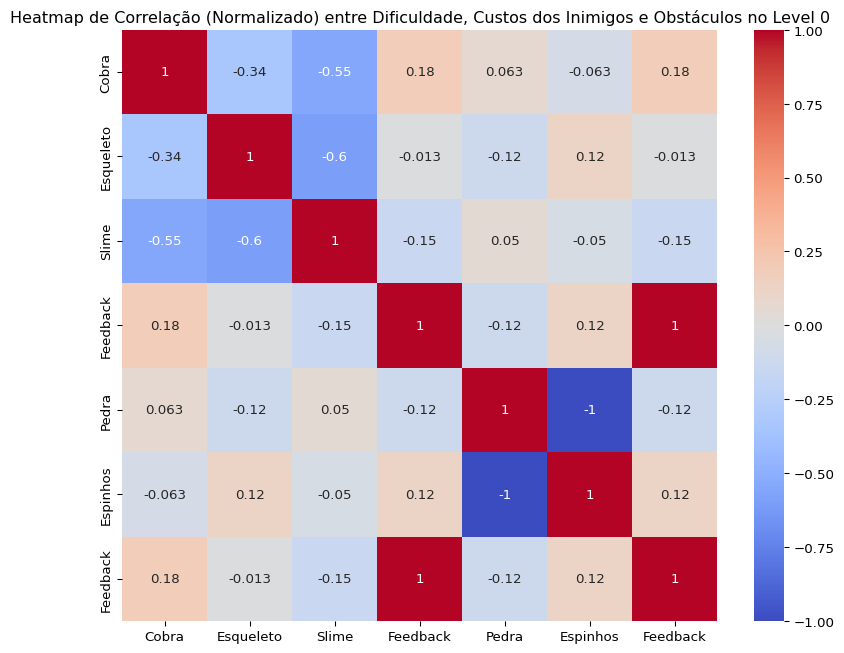 Heatmap de Correlação (Normalizado) entre Dificuldade, Custos dos Inimigos e Obstáculos no Level 0
Cobra 1 -0.34 -0.55 0.18 0.063 -0.063 0.18
Esqueleto -0.34 1 -0.6 -0.013 -0.12 0.12 -0.013
Slime -0.55 -0.6 1 -0.15 0.05 -0.05 -0.15
Feedback 0.18 -0.013 -0.15 1 -0.12 0.12 1
Pedra 0.063 -0.12 0.05 -0.12 1 -1 -0.12
Espinhos -0.063 0.12 -0.05 0.12 -1 1 0.12
Feedback 0.18 -0.013 -0.15 1 -0.12 0.12 1
Cobra Esqueleto Slime Feedback Pedra Espinhos Feedback
1.00
0.75
0.50
0.25
0.00
−0.25
−0.50
−0.75
−1.00